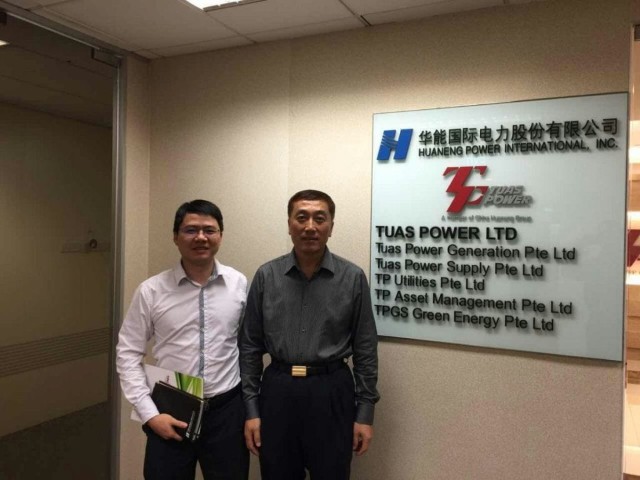 华能国际电力股份有限公司
HUANENG POWER INTERNATIONAL, INC.
TUAS
POWER
A Member of China Huaneng Group
TUAS POWER LTD
Tuas Power Generation Pte Ltd
Tuas Power Supply Pte Ltd
TP Utilities Pte Ltd
TP Asset Management Pte Ltd
TPGS Green Energy Pte Ltd